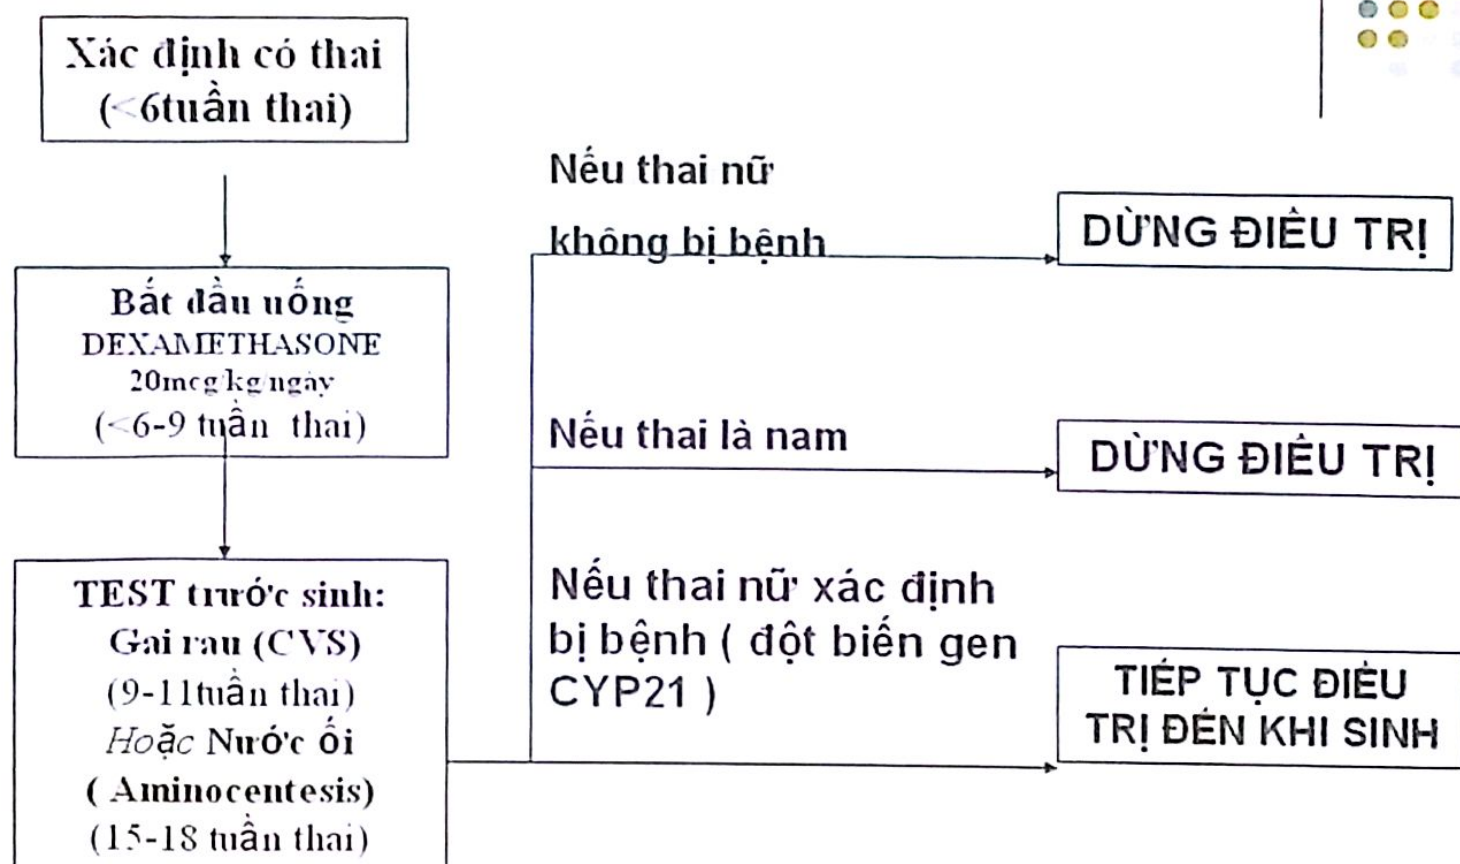 Xác định có thai
(<6tuần thai)
Bắt đầu uống
DEXAMETHASONE
20mcg/kg/ngày
(<6-9 tuần thai)
TEST trước sinh:
Gai rau (CVS)
(9-11tuần thai)
Hoặc Nước ối
( Aminocentesis)
(15-18 tuần thai)
Nếu thai nữ
không bị bệnh
DỪNG ĐIỀU TRỊ
Nếu thai là nam
DỪNG ĐIỀU TRỊ
Nếu thai nữ xác định
bị bệnh ( đột biến gen
CYP21 )
TIẾP TỤC ĐIỀU
TRỊ ĐẾN KHI SINH